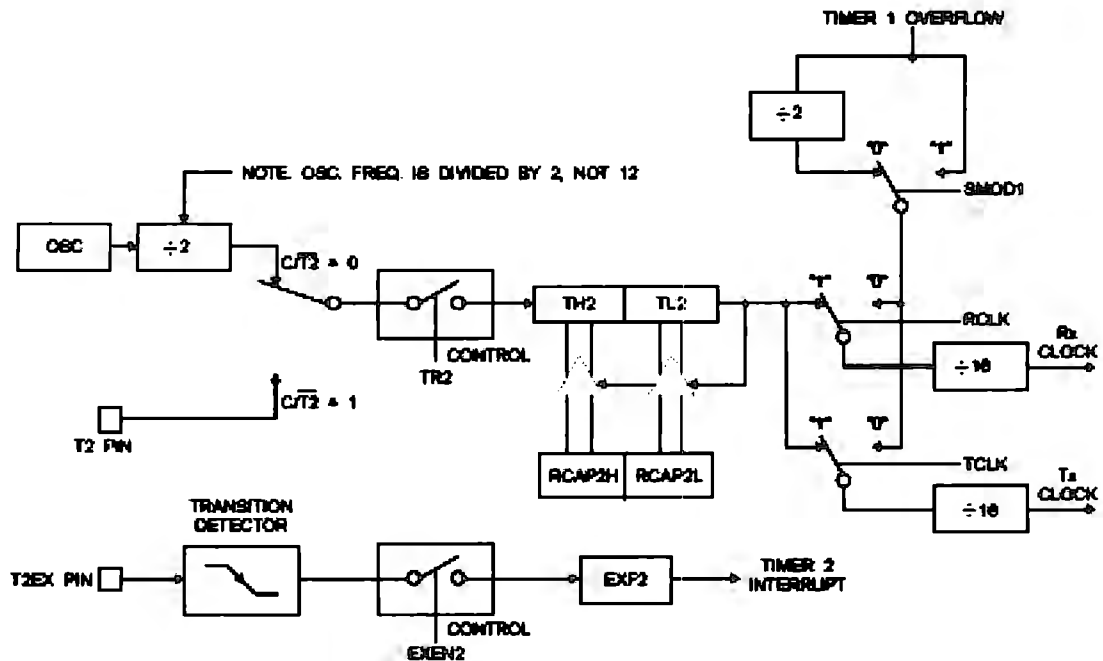 TIMER 1 OVERFLOW
÷2
"0" "1"
SMOD1
NOTE. OSC. FREQ. IS DIVIDED BY 2, NOT 12
OSC
÷2
C/T̅2̅ = 0
TH2 TL2
"1" "0"
RCLK
CONTROL
TR2
÷16
Rx
CLOCK
C/T̅2̅ = 1
T2 PIN
"1" "0"
RCAP2H RCAP2L
TCLK
÷16
Tx
CLOCK
TRANSITION
DETECTOR
T2EX PIN
EXF2
TIMER 2
INTERRUPT
CONTROL
EXEN2